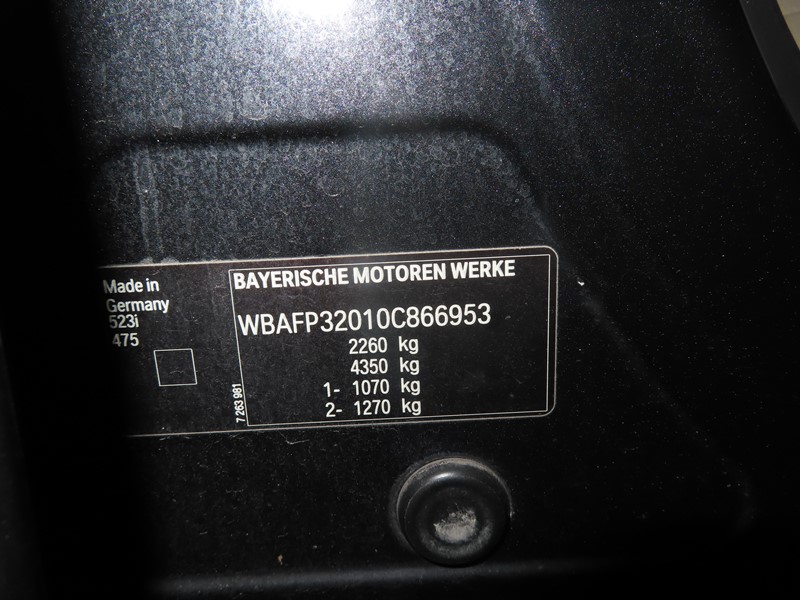 Made in
Germany
523i
475
7 263 981
BAYERISCHE MOTOREN WERKE
WBAFP32010C866953
2260 kg
4350 kg
1- 1070 kg
2- 1270 kg